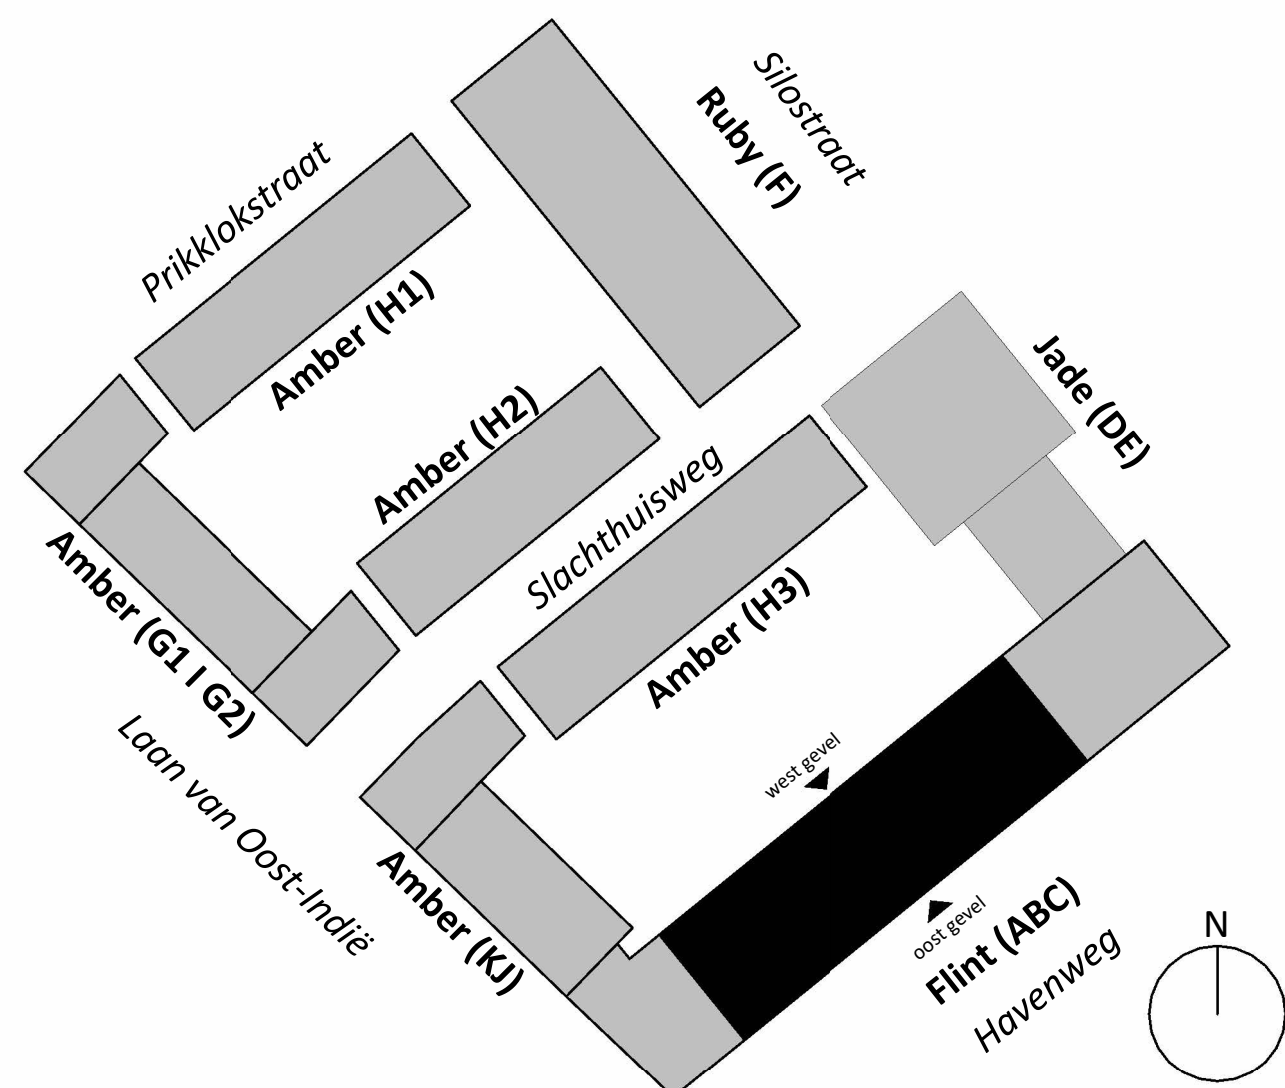 Silostraat
Ruby (F)
Prikklokstraat
Amber (H1)
Jade (DE)
Amber (H2)
Slachthuisweg
Amber (H3)
Amber (G1 I G2)
Laan van Oost-Indië
west gevel
Amber (KJ)
oost gevel
Flint (ABC)
Havenweg
N